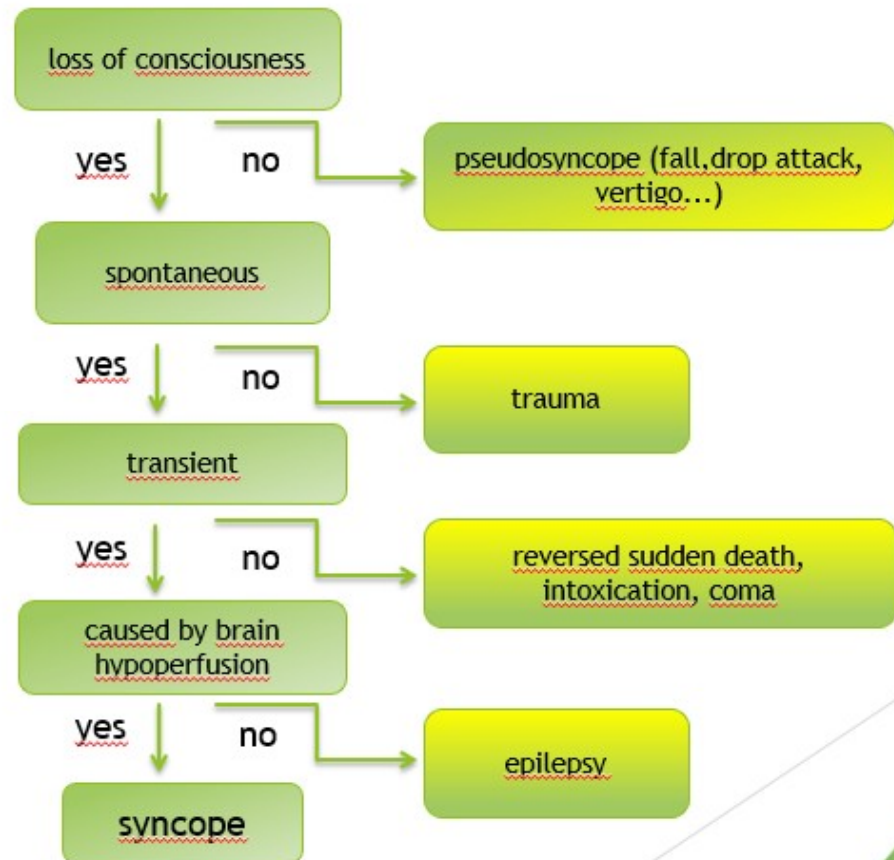 loss of consciousness
yes no
pseudosyncope (fall,drop attack,
vertigo...)
spontaneous
yes no
trauma
transient
yes no
reversed sudden death,
intoxication, coma
caused by brain
hypoperfusion
yes no
epilepsy
syncope